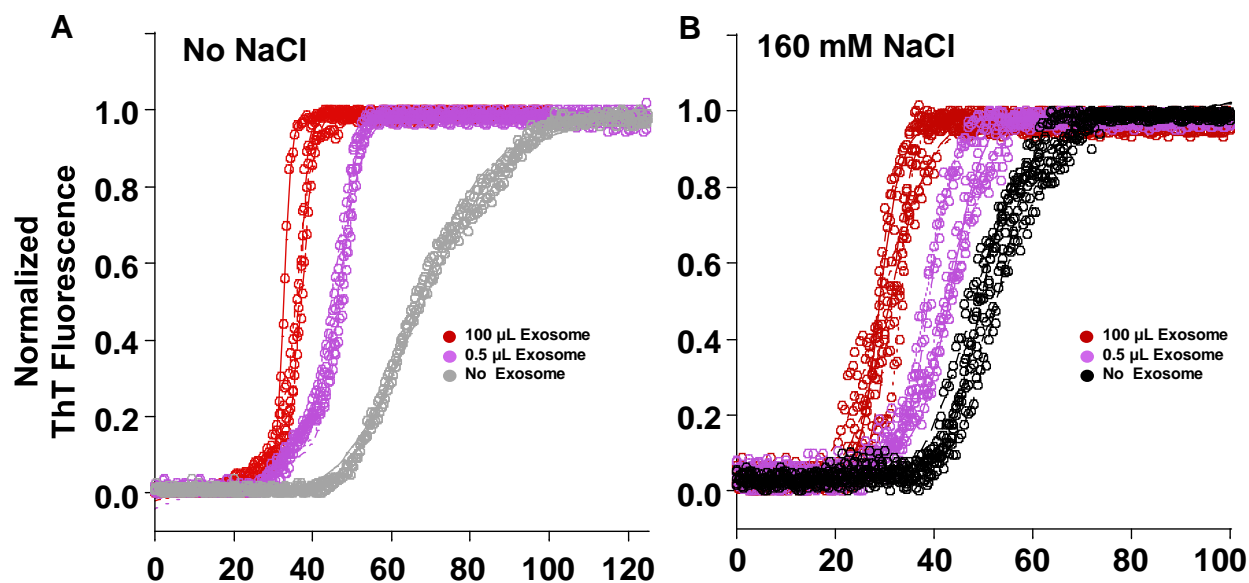 A
No NaCl
Normalized
ThT Fluorescence
1.0
0.8
0.6
0.4
0.2
0.0
0 20 40 60 80 100 120
100 µL Exosome
0.5 µL Exosome
No Exosome
B
160 mM NaCl
1.0
0.8
0.6
0.4
0.2
0.0
0 20 40 60 80 100
100 µL Exosome
0.5 µL Exosome
No Exosome